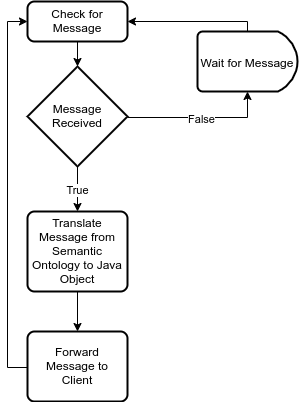 Check for
Message
Wait for Message
Message
Received
False
True
Translate
Message from
Semantic
Ontology to Java
Object
Forward
Message to
Client